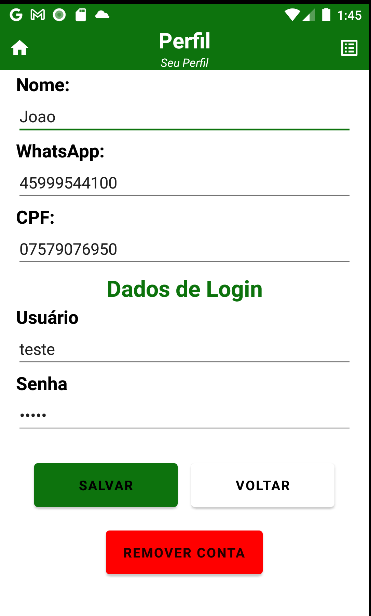 1:45
Perfil
Seu Perfil
Nome:
Joao
WhatsApp:
45999544100
CPF:
07579076950
Dados de Login
Usuário
teste
Senha
•••••
SALVAR VOLTAR
REMOVER CONTA